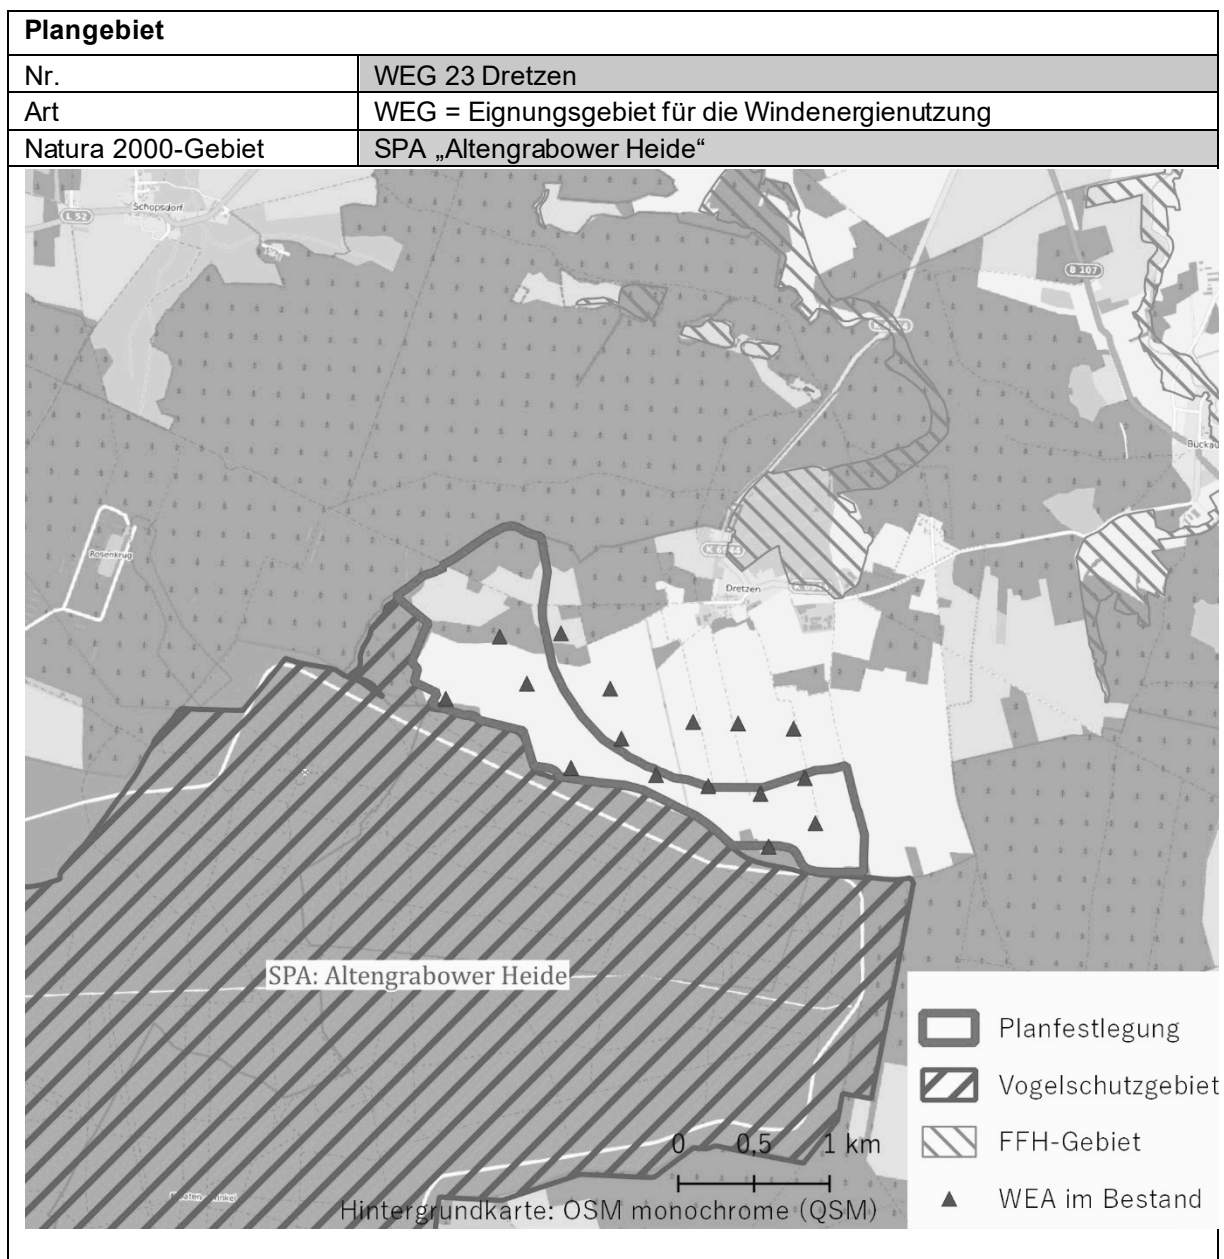 Plangebiet
Nr. WEG 23 Dretzen
Art WEG = Eignungsgebiet für die Windenergienutzung
Natura 2000-Gebiet SPA „Altengrabower Heide“
L 52
Schopsdorf
B 107
Bückau
Rosenkrug
K 6944
Dretzen
SPA: Altengrabower Heide
Planfestlegung
Vogelschutzgebiet
FFH-Gebiet
WEA im Bestand
0 0,5 1 km
Hintergrundkarte: OSM monochrome (QSM)